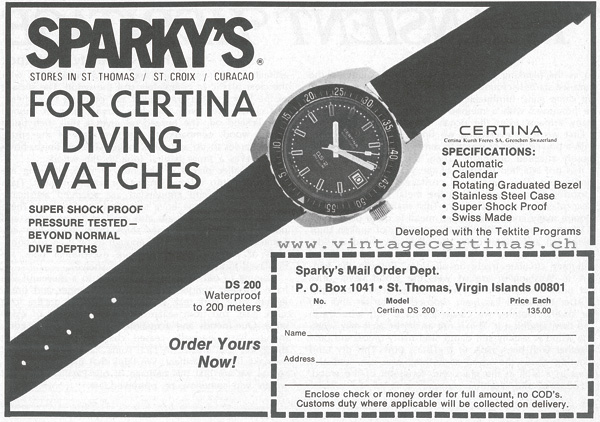 SPARKY'S®
STORES IN ST. THOMAS / ST. CROIX / CURACAO
FOR CERTINA
DIVING
WATCHES
SUPER SHOCK PROOF
PRESSURE TESTED—
BEYOND NORMAL
DIVE DEPTHS
CERTINA
Certina Kurth Freres SA, Grenchen Switzerland
SPECIFICATIONS:
• Automatic
• Calendar
• Rotating Graduated Bezel
• Stainless Steel Case
• Super Shock Proof
• Swiss Made
Developed with the Tektite Programs
www.vintagecertinas.ch
DS 200
Waterproof
to 200 meters
Order Yours
Now!
Sparky's Mail Order Dept.
P. O. Box 1041 • St. Thomas, Virgin Islands 00801
No. Model Price Each
Certina DS 200 .................... 135.00
Name
Address
Enclose check or money order for full amount, no COD's.
Customs duty where applicable will be collected on delivery.